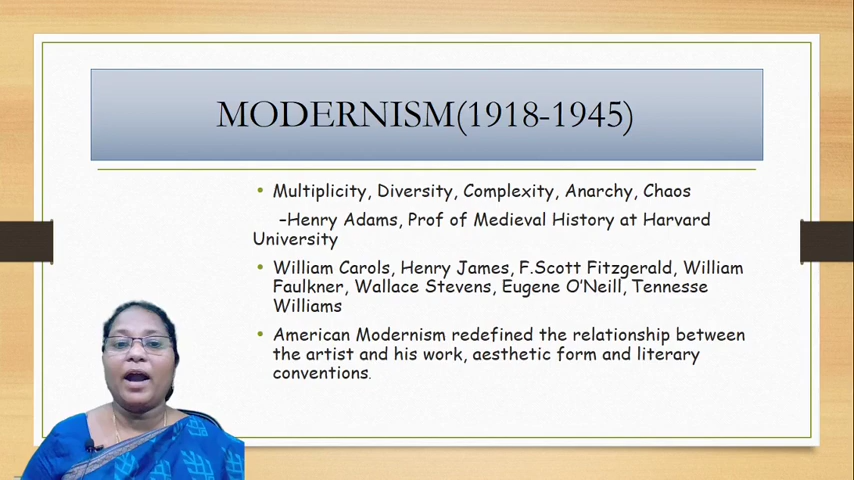 MODERNISM(1918-1945)
• Multiplicity, Diversity, Complexity, Anarchy, Chaos
–Henry Adams, Prof of Medieval History at Harvard
University
• William Carols, Henry James, F.Scott Fitzgerald, William
Faulkner, Wallace Stevens, Eugene O'Neill, Tennesse
Williams
• American Modernism redefined the relationship between
the artist and his work, aesthetic form and literary
conventions.